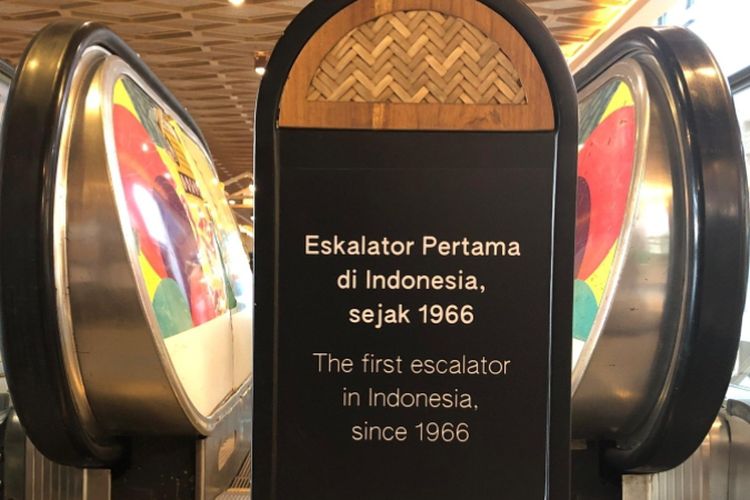 Eskalator Pertama
di Indonesia,
sejak 1966
The first escalator
in Indonesia,
since 1966